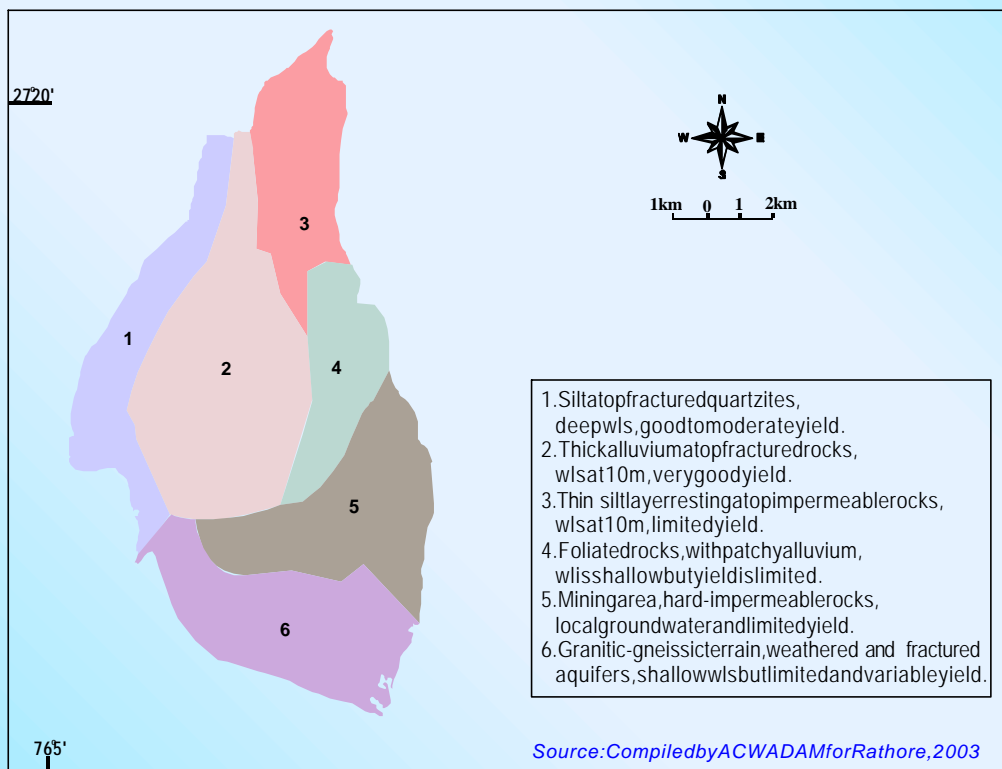 27°20'
N
W E
S
1km 0 1 2km
3
1
2
4
5
6
1.Siltatopfracturedquartzites,
deepwls,goodtomoderateyield.
2.Thickalluviumatopfracturedrocks,
wlsat10m,verygoodyield.
3.Thin siltlayerrestingatopimpermeablerocks,
wlsat10m,limitedyield.
4.Foliatedrocks,withpatchyalluvium,
wlisshallowbutyieldislimited.
5.Miningarea,hard-impermeablerocks,
localgroundwaterandlimitedyield.
6.Granitic-gneissicterrain,weathered and fractured
aquifers,shallowwlsbutlimitedandvariableyield.
76°5'
Source:CompiledbyACWADAMforRathore,2003